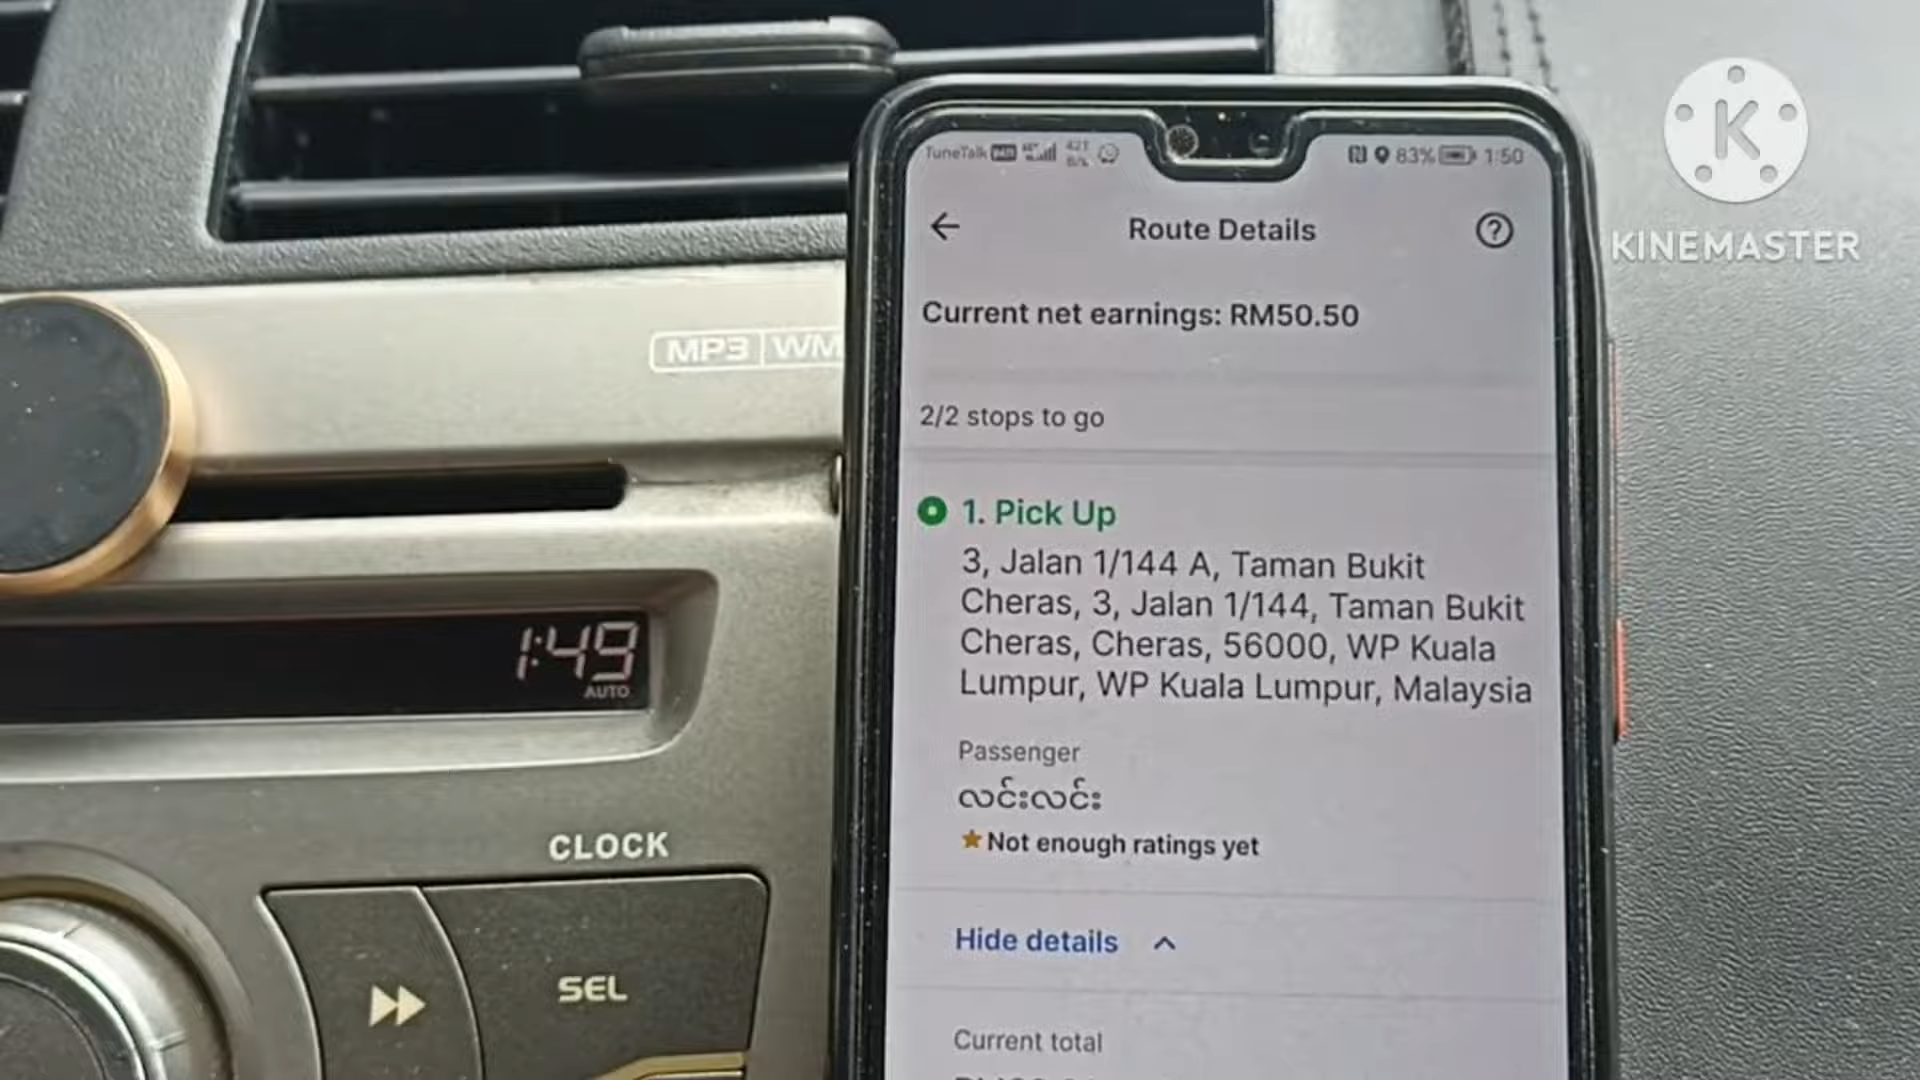 TuneTalk
83% 1:50
Route Details
Current net earnings: RM50.50
2/2 stops to go
1. Pick Up
3, Jalan 1/144 A, Taman Bukit
Cheras, 3, Jalan 1/144, Taman Bukit
Cheras, Cheras, 56000, WP Kuala
Lumpur, WP Kuala Lumpur, Malaysia
Passenger
လင်းလင်း
Not enough ratings yet
Hide details
Current total
MP3 WM
1:49
AUTO
CLOCK
SEL
K
KINEMASTER